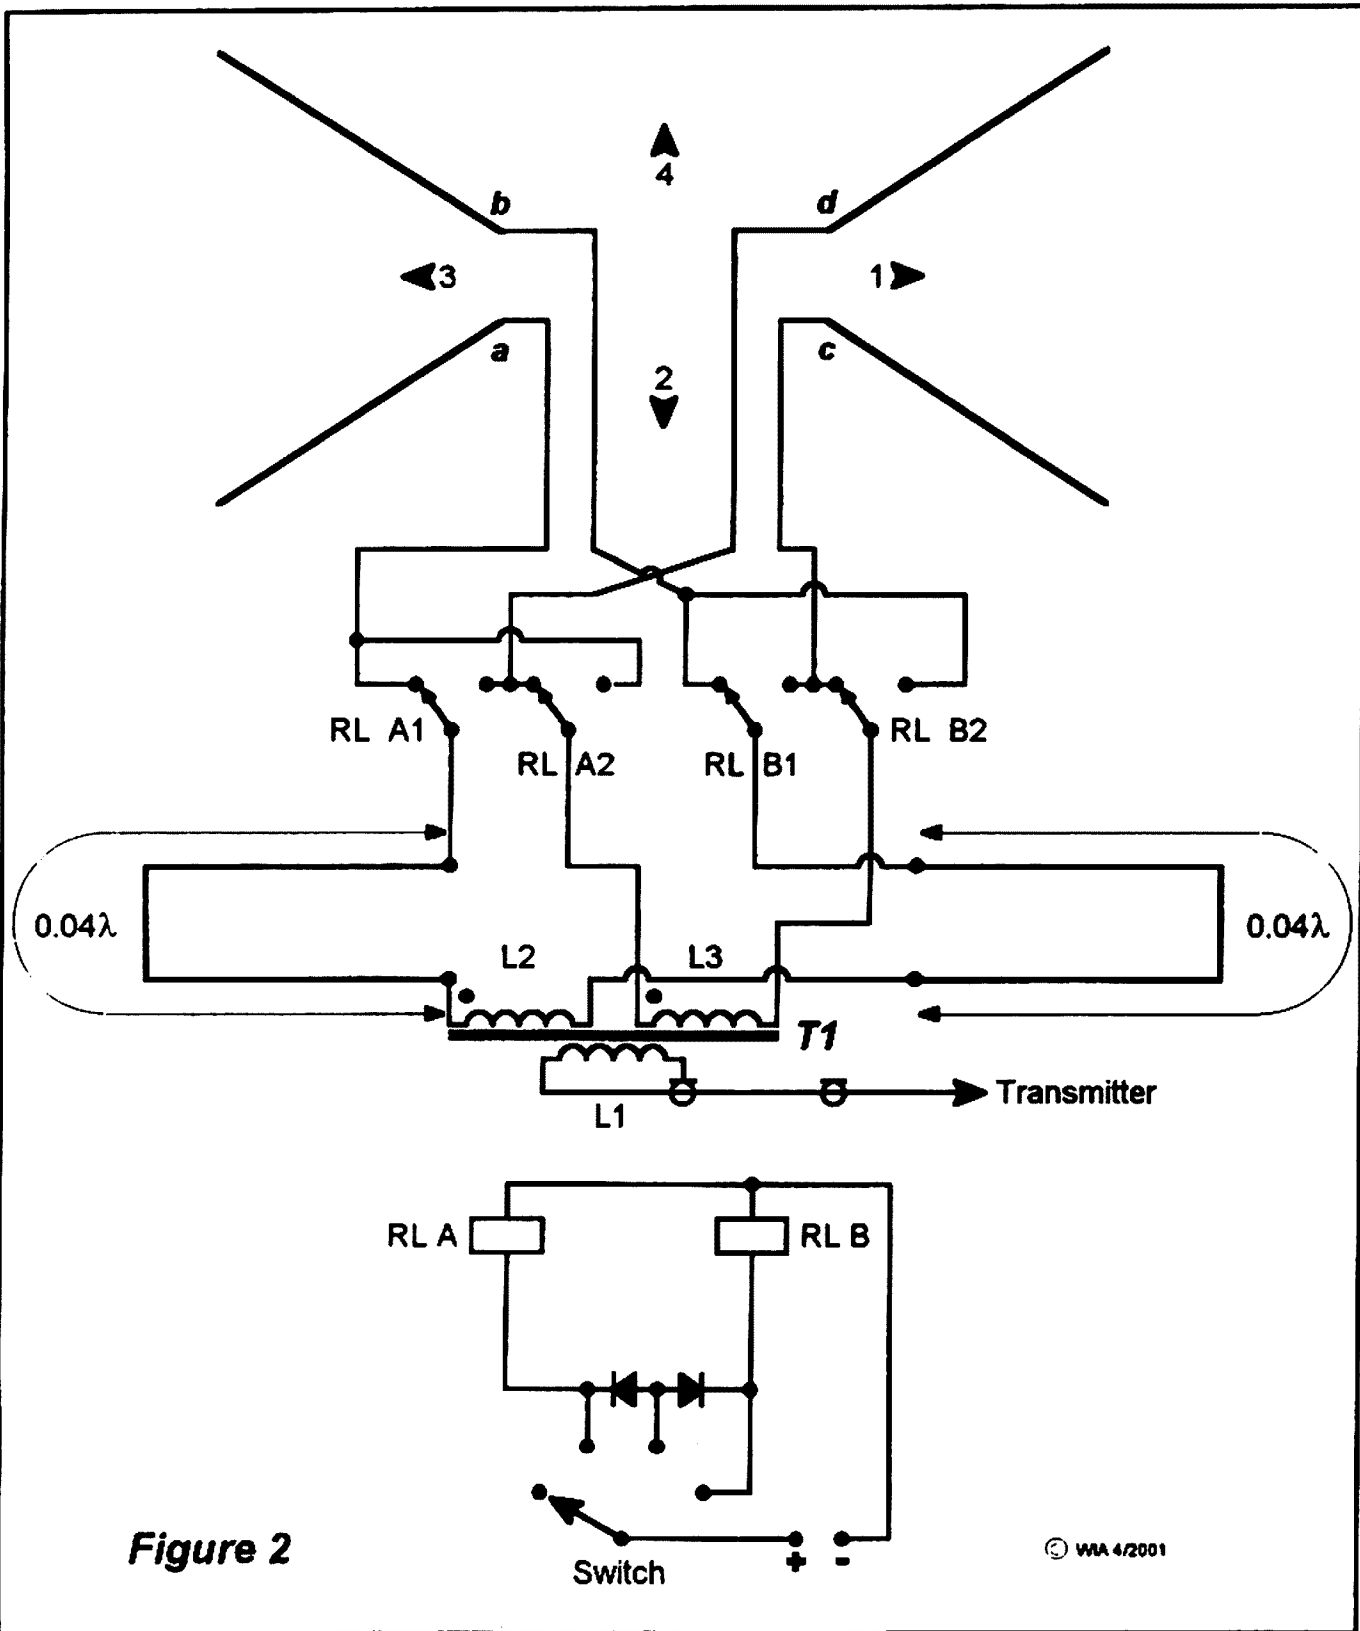 4
b
d
3
1
a
c
2
RL A1
RL A2
RL B1
RL B2
0.04λ
0.04λ
L2
L3
T1
Transmitter
L1
RL A
RL B
Figure 2
Switch
+ -
© WIA 4/2001